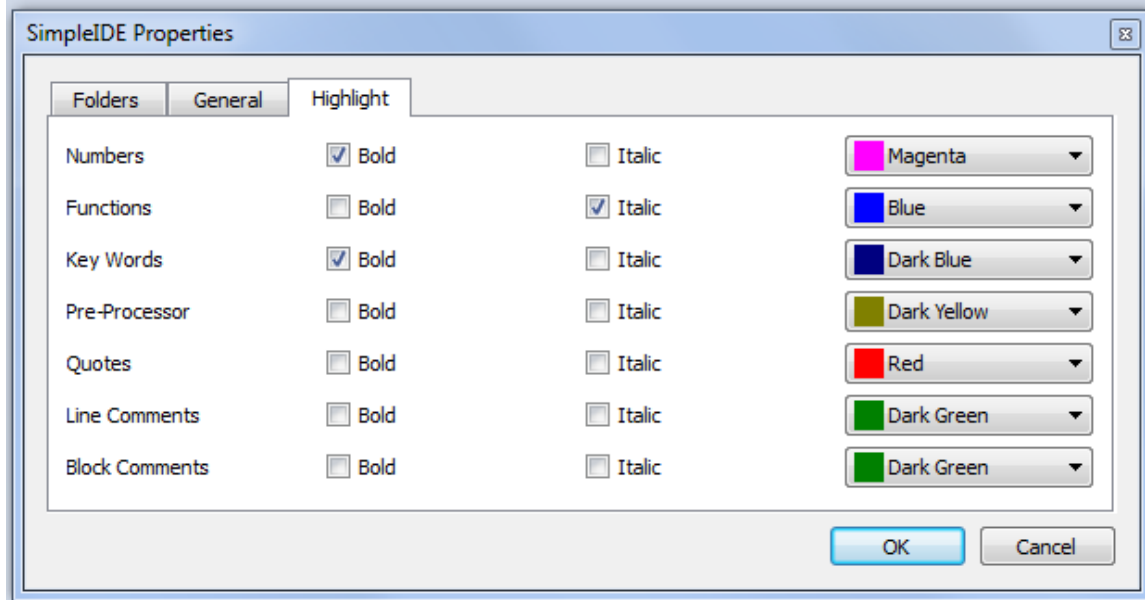 SimpleIDE Properties
Folders General Highlight
Numbers Bold Italic Magenta
Functions Bold Italic Blue
Key Words Bold Italic Dark Blue
Pre-Processor Bold Italic Dark Yellow
Quotes Bold Italic Red
Line Comments Bold Italic Dark Green
Block Comments Bold Italic Dark Green
OK Cancel